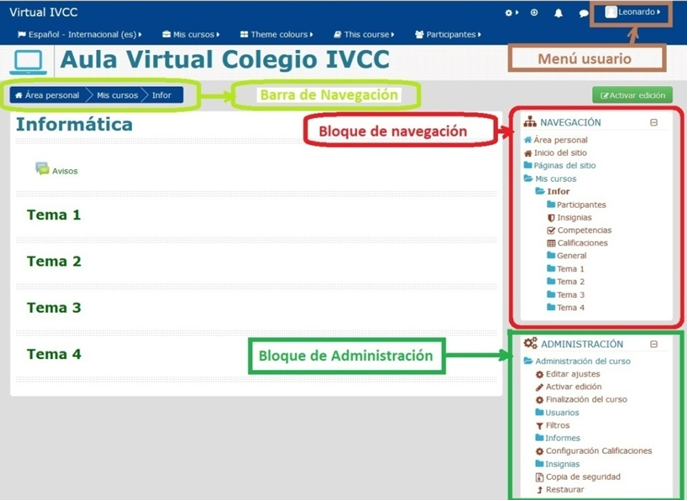 Virtual IVCC
Leonardo
Español - Internacional (es)
Mis cursos
Theme colours
This course
Participantes
Menú usuario
Aula Virtual Colegio IVCC
Área personal
Mis cursos
Infor
Barra de Navegación
Activar edición
Informática
Bloque de navegación
Avisos
Tema 1
Tema 2
Tema 3
Tema 4
Bloque de Administración
NAVEGACIÓN
Área personal
Inicio del sitio
Páginas del sitio
Mis cursos
Infor
Participantes
Insignias
Competencias
Calificaciones
General
Tema 1
Tema 2
Tema 3
Tema 4
ADMINISTRACIÓN
Administración del curso
Editar ajustes
Activar edición
Finalización del curso
Usuarios
Filtros
Informes
Configuración Calificaciones
Insignias
Copia de seguridad
Restaurar